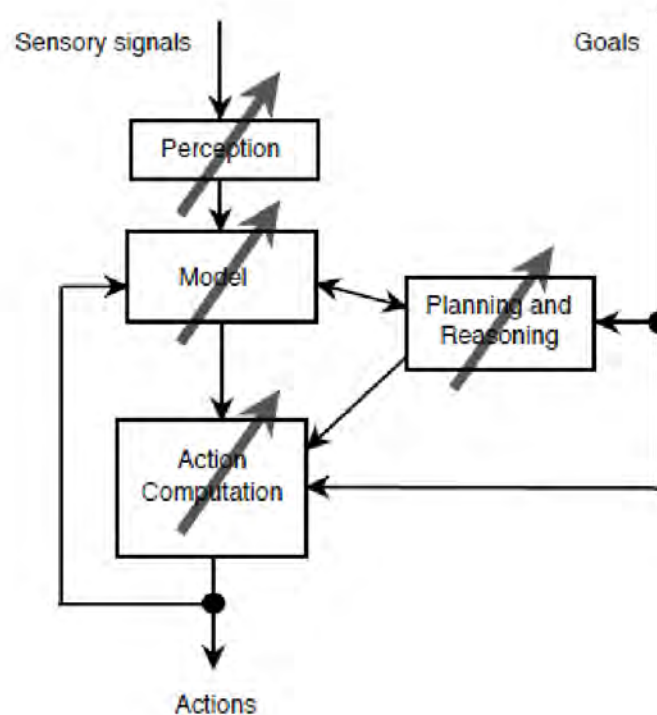 Sensory signals
Goals
Perception
Model
Planning and
Reasoning
Action
Computation
Actions